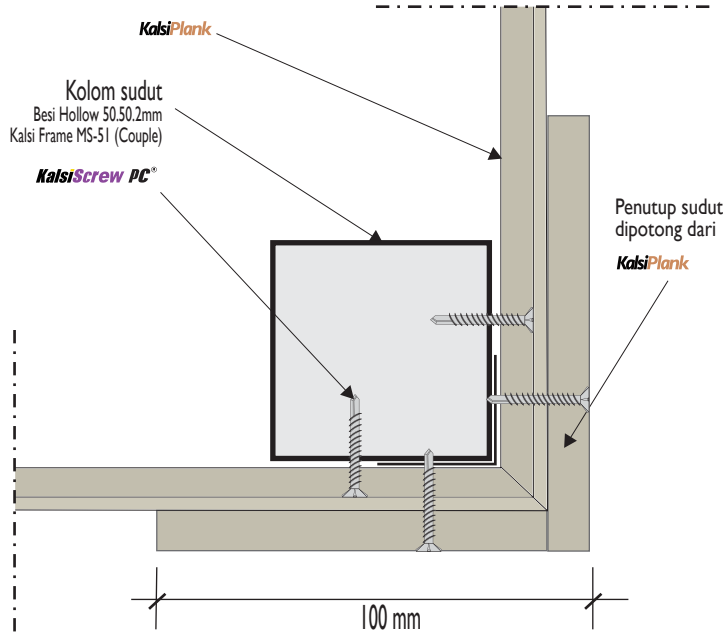 KalsiPlank
Kolom sudut
Besi Hollow 50.50.2mm
Kalsi Frame MS-51 (Couple)
KalsiScrew PC®
Penutup sudut
dipotong dari
KalsiPlank
100 mm